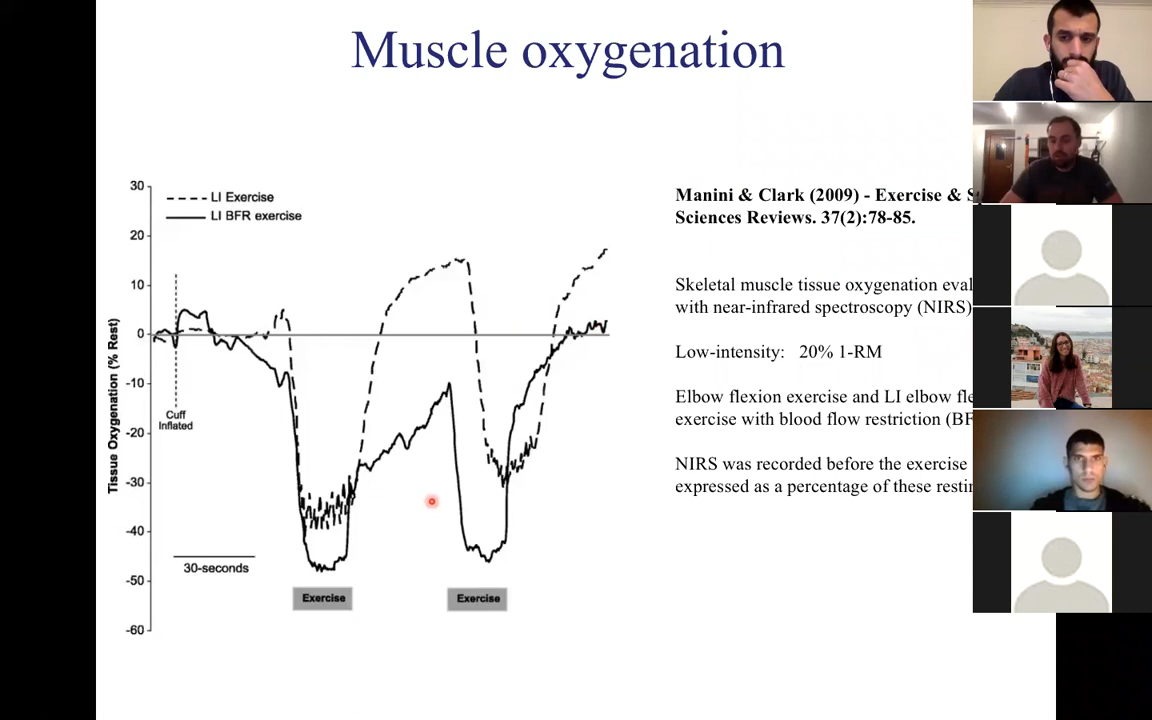 Muscle oxygenation
30
20
10
0
-10
-20
-30
-40
-50
-60
Tissue Oxygenation (% Rest)
LI Exercise
LI BFR exercise
Cuff
Inflated
30-seconds
Exercise
Exercise
Manini & Clark (2009) - Exercise &
Sciences Reviews. 37(2):78-85.
Skeletal muscle tissue oxygenation eval
with near-infrared spectroscopy (NIRS)
Low-intensity: 20% 1-RM
Elbow flexion exercise and LI elbow fle
exercise with blood flow restriction (BF
NIRS was recorded before the exercise
expressed as a percentage of these restin